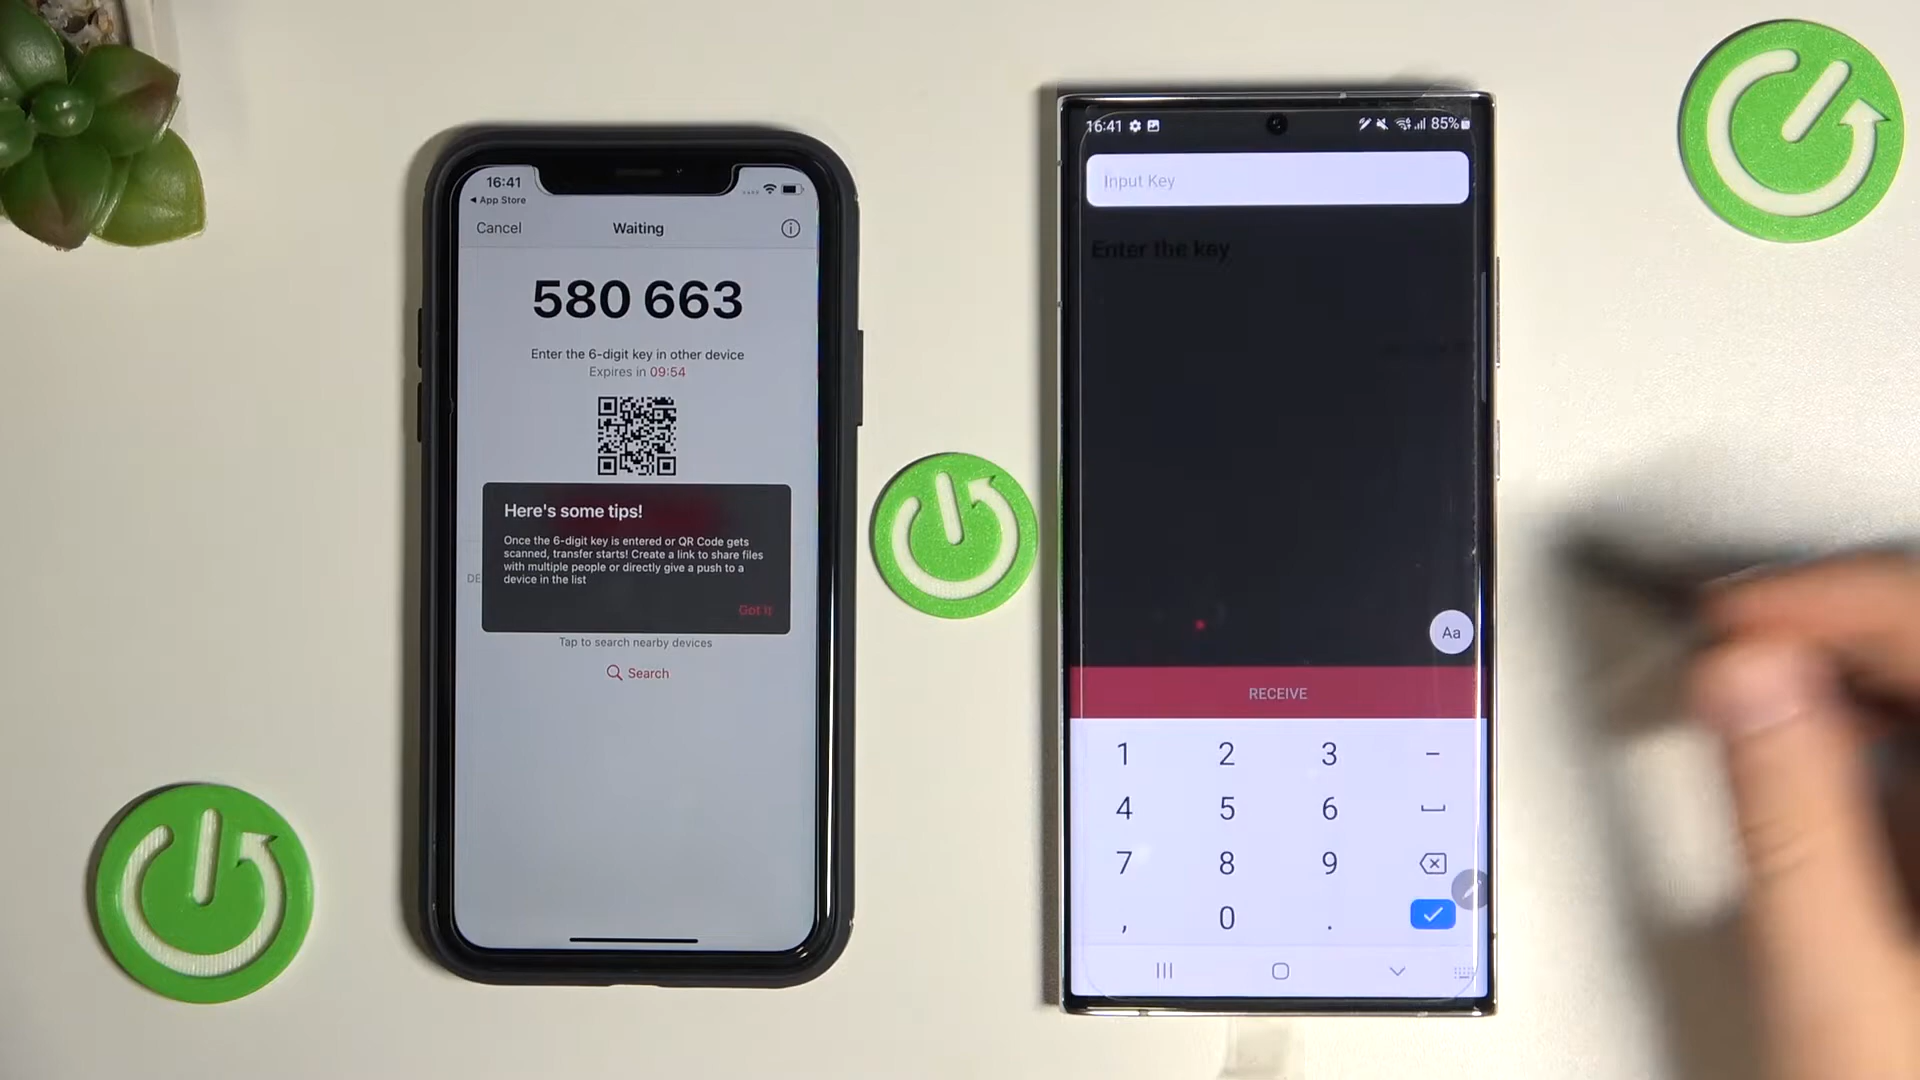 16:41
◀ App Store
Cancel
Waiting
580 663
Enter the 6-digit key in other device
Expires in 09:54
Here's some tips!
Once the 6-digit key is entered or QR Code gets
scanned, transfer starts! Create a link to share files
with multiple people or directly give a push to a
device in the list
DE
Got it
Tap to search nearby devices
Search
16:41
85%
Input Key
Enter the key
Aa
RECEIVE
1 2 3 -
4 5 6
7 8 9
, 0 .